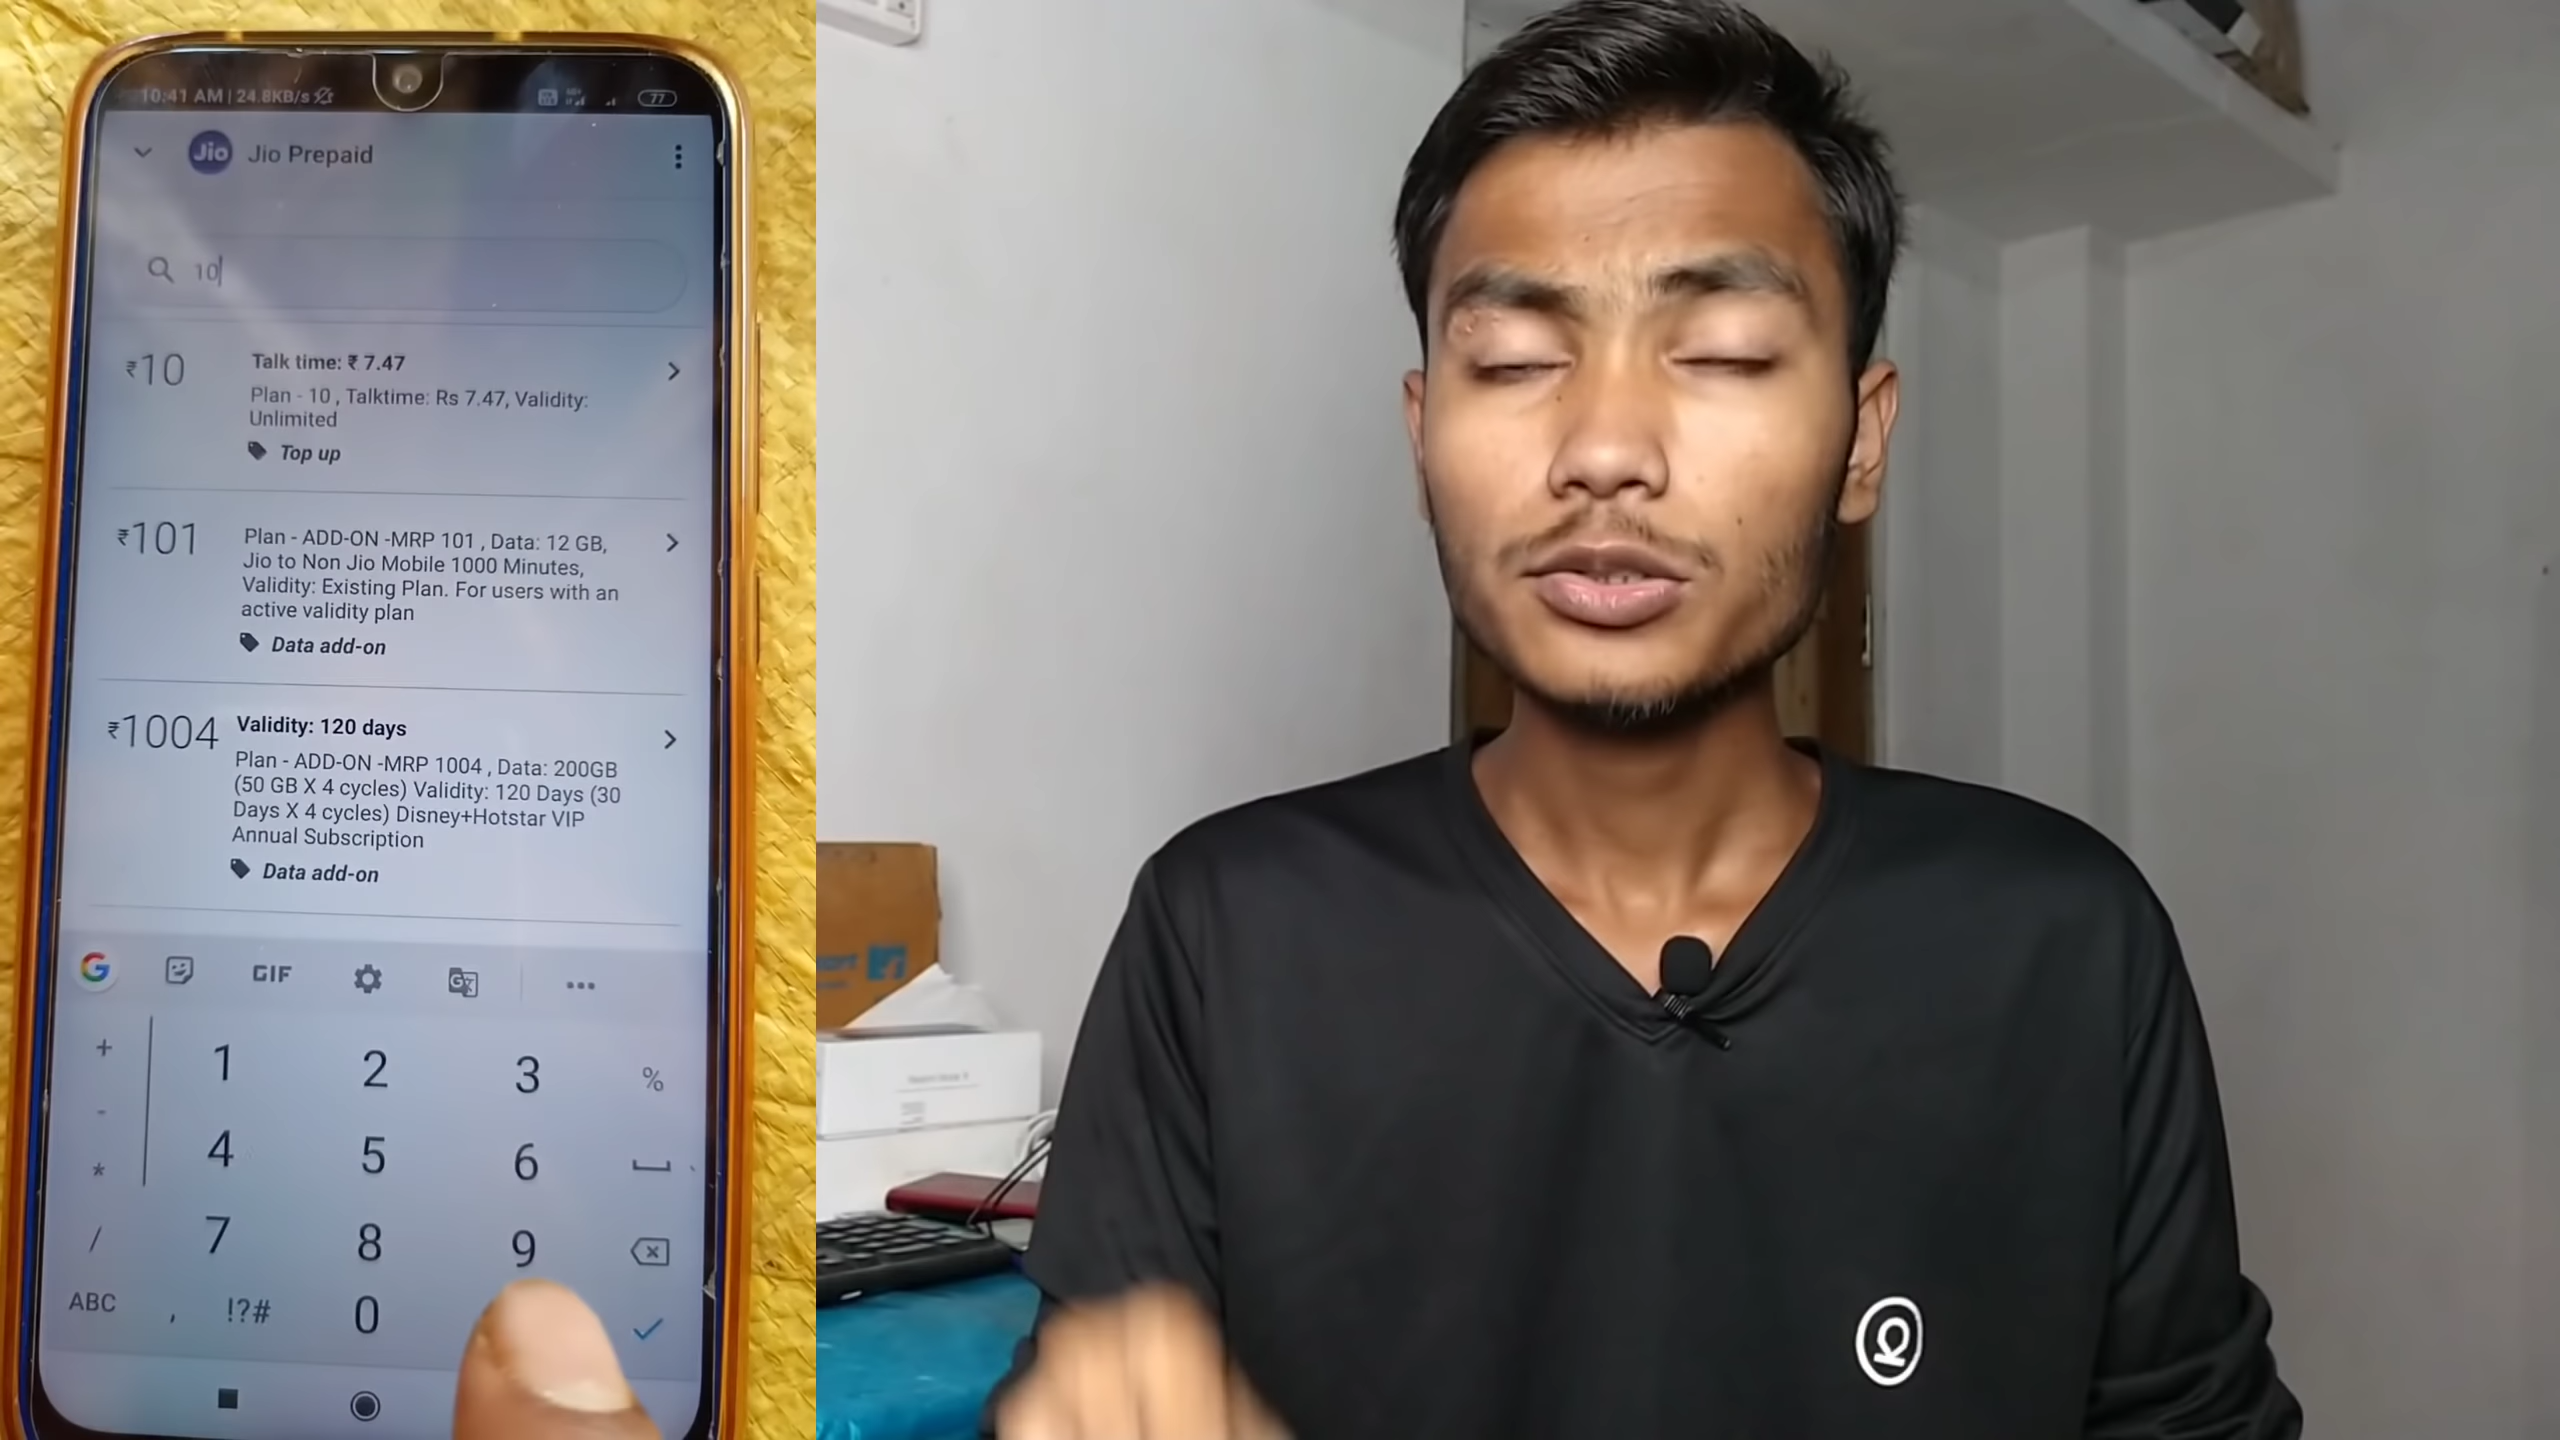 10:41 AM | 24.8KB/s
77
Jio
Jio Prepaid
10
₹10
Talk time: ₹ 7.47
Plan - 10 , Talktime: Rs 7.47, Validity:
Unlimited
Top up
₹101
Plan - ADD-ON -MRP 101 , Data: 12 GB,
Jio to Non Jio Mobile 1000 Minutes,
Validity: Existing Plan. For users with an
active validity plan
Data add-on
₹1004
Validity: 120 days
Plan - ADD-ON -MRP 1004 , Data: 200GB
(50 GB X 4 cycles) Validity: 120 Days (30
Days X 4 cycles) Disney+Hotstar VIP
Annual Subscription
Data add-on
G
GIF
G
+ 1 2 3 %
- 4 5 6
* 7 8 9
/
ABC , !?# 0